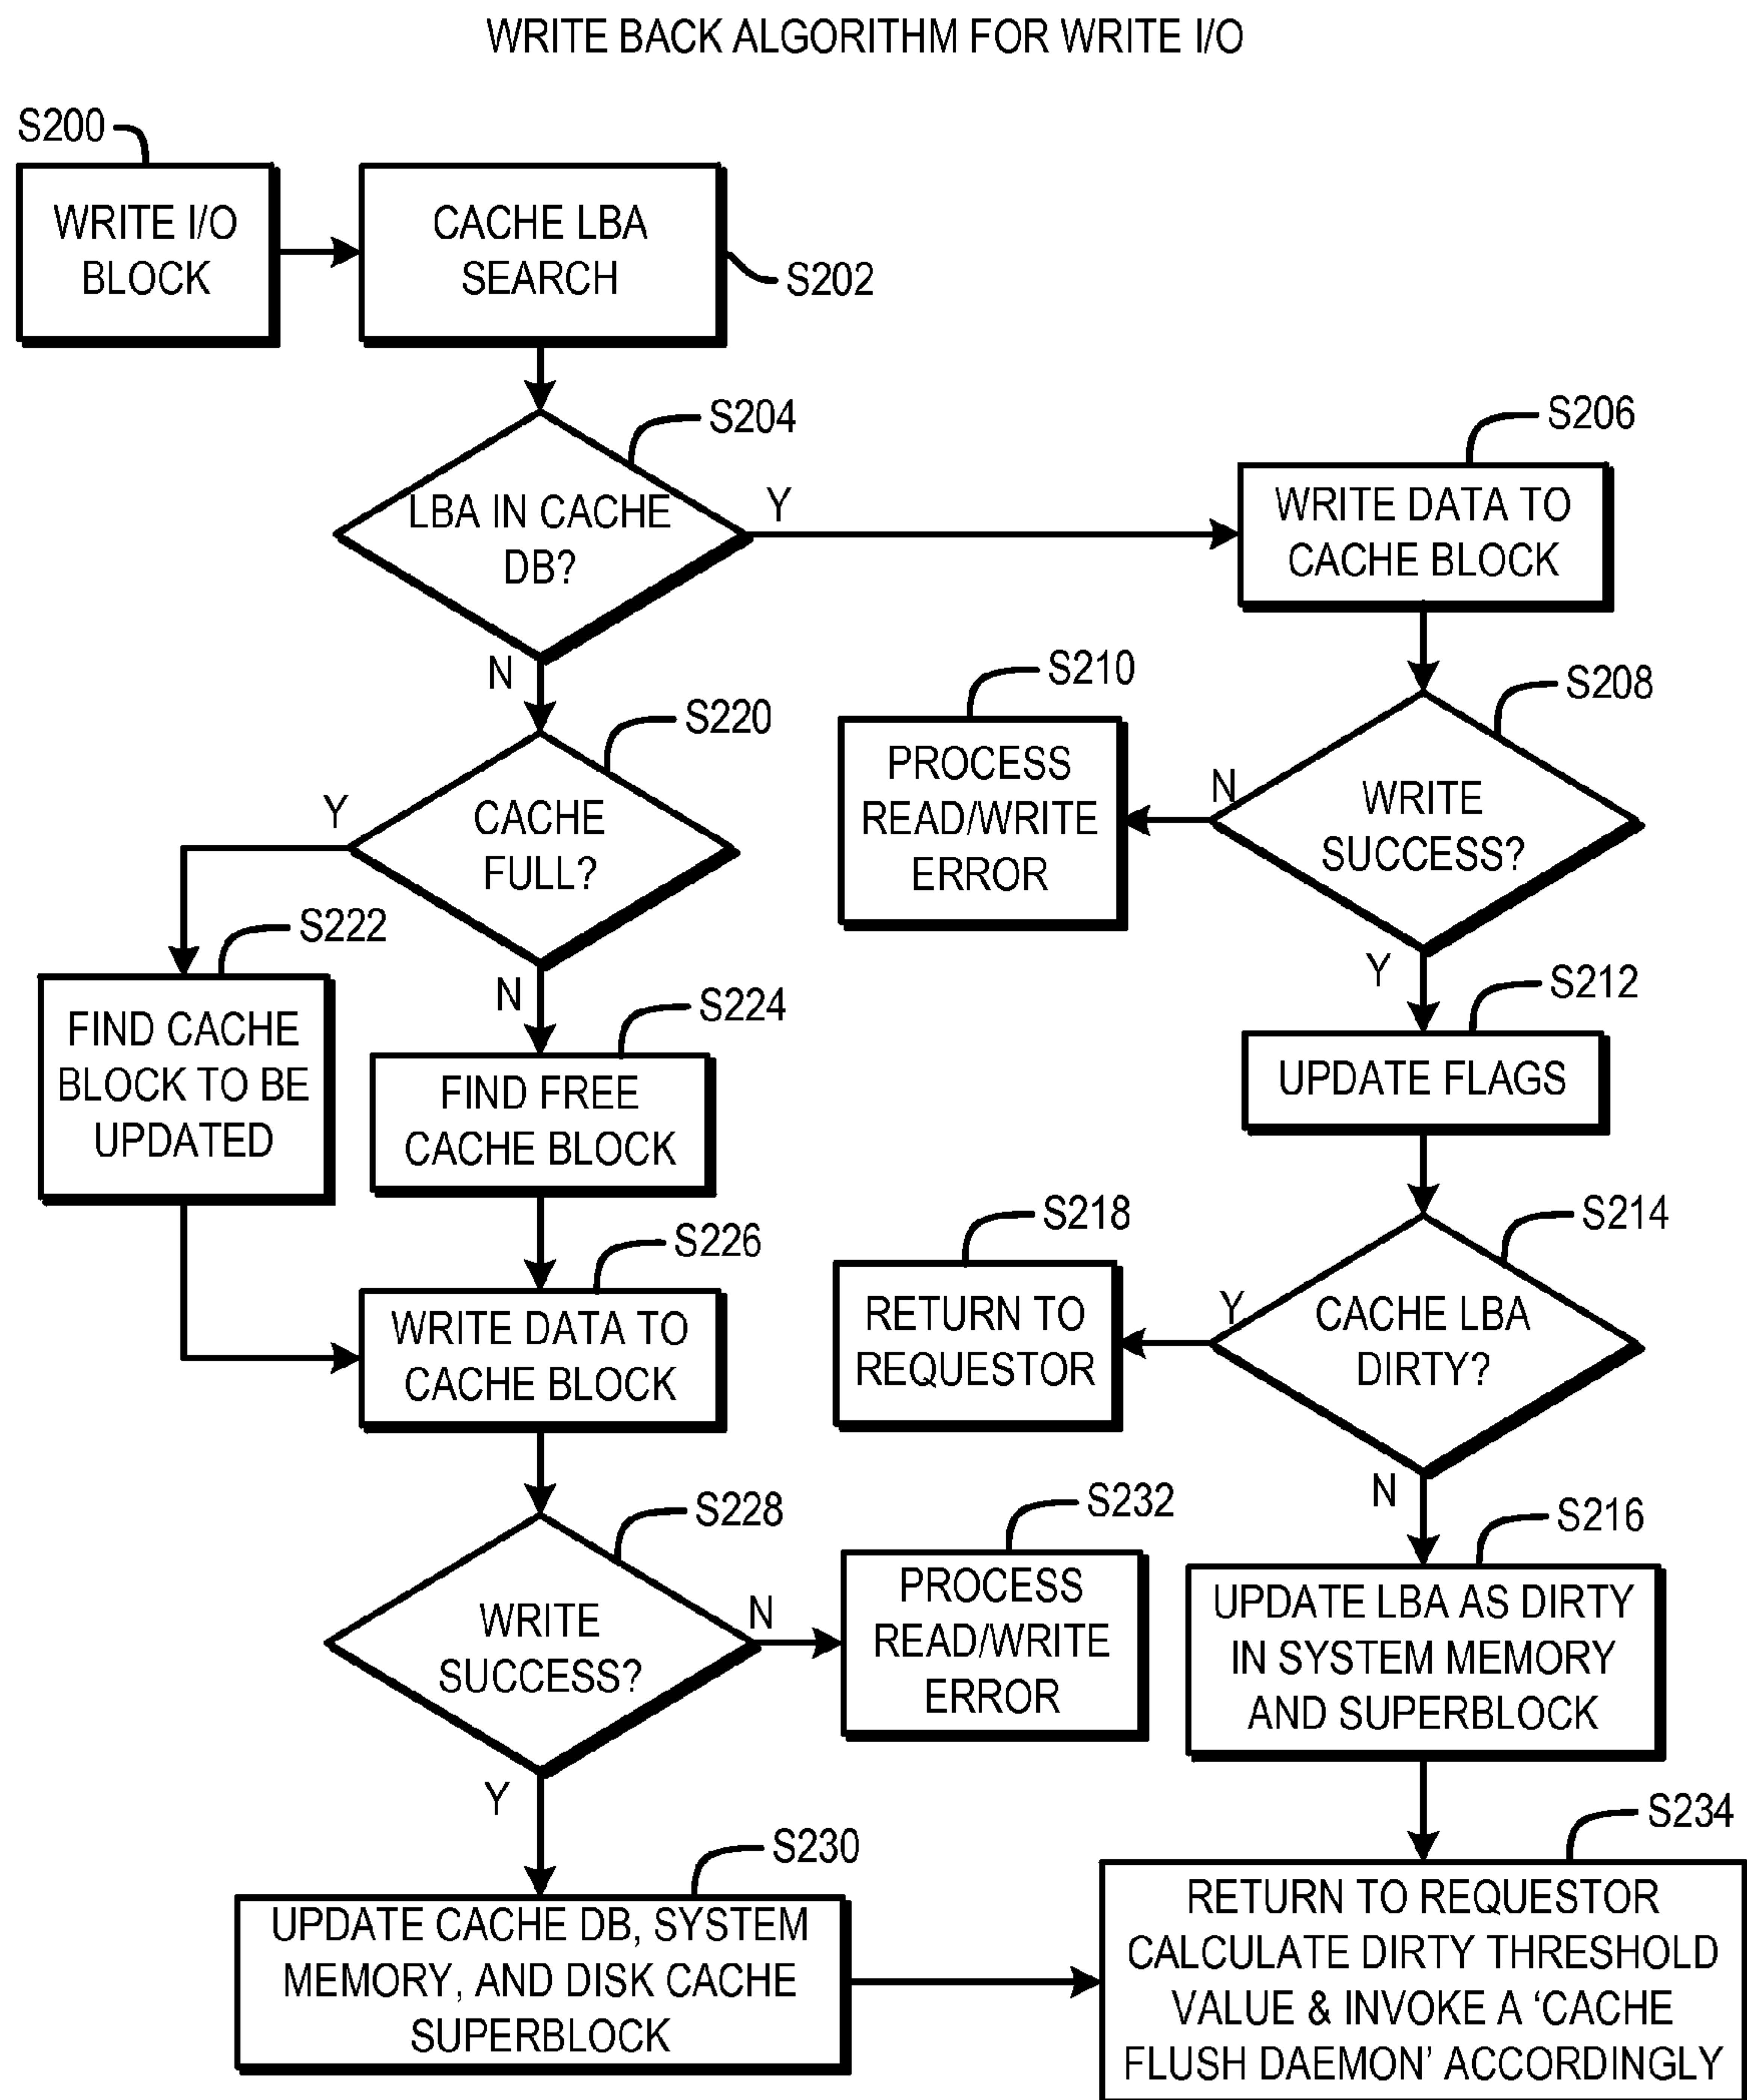 WRITE BACK ALGORITHM FOR WRITE I/O
S200
WRITE I/O
BLOCK
CACHE LBA
SEARCH
S202
S204
LBA IN CACHE
DB?
Y
N
S206
WRITE DATA TO
CACHE BLOCK
S208
WRITE
SUCCESS?
N
Y
S210
PROCESS
READ/WRITE
ERROR
S212
UPDATE FLAGS
S214
CACHE LBA
DIRTY?
Y
N
S218
RETURN TO
REQUESTOR
S216
UPDATE LBA AS DIRTY
IN SYSTEM MEMORY
AND SUPERBLOCK
S220
CACHE
FULL?
Y
N
S222
FIND CACHE
BLOCK TO BE
UPDATED
S224
FIND FREE
CACHE BLOCK
S226
WRITE DATA TO
CACHE BLOCK
S228
WRITE
SUCCESS?
N
Y
S232
PROCESS
READ/WRITE
ERROR
S230
UPDATE CACHE DB, SYSTEM
MEMORY, AND DISK CACHE
SUPERBLOCK
S234
RETURN TO REQUESTOR
CALCULATE DIRTY THRESHOLD
VALUE & INVOKE A ‘CACHE
FLUSH DAEMON’ ACCORDINGLY